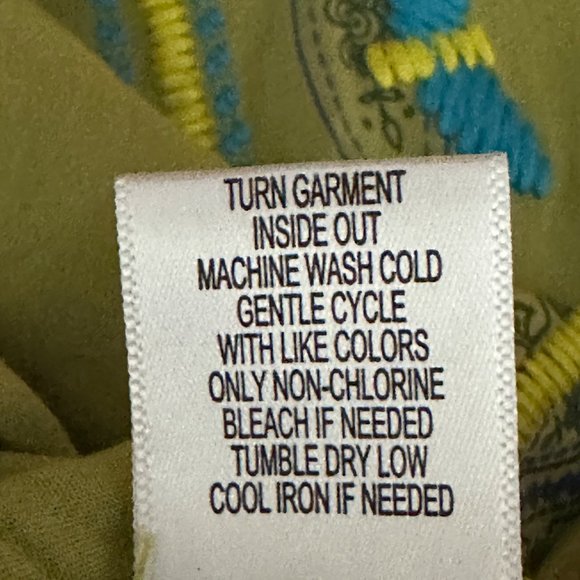 TURN GARMENT
INSIDE OUT
MACHINE WASH COLD
GENTLE CYCLE
WITH LIKE COLORS
ONLY NON-CHLORINE
BLEACH IF NEEDED
TUMBLE DRY LOW
COOL IRON IF NEEDED